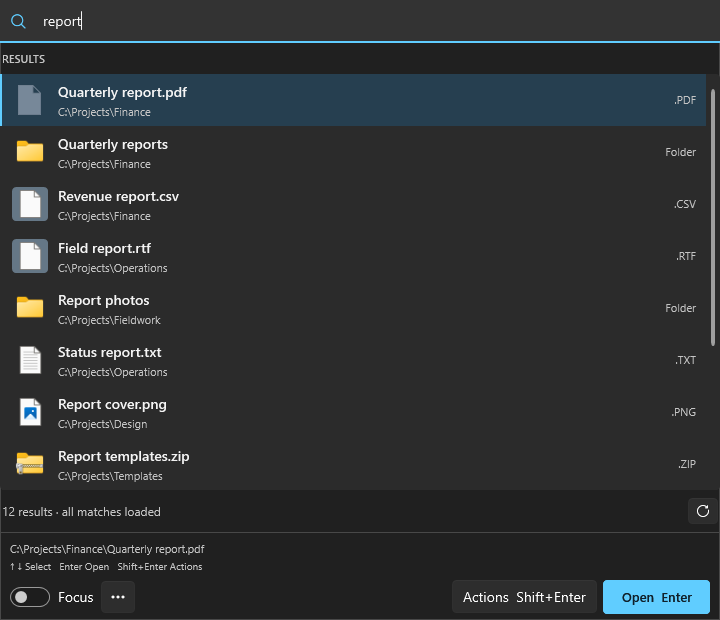 report
RESULTS
Quarterly report.pdf
C:\Projects\Finance
.PDF
Quarterly reports
C:\Projects\Finance
Folder
Revenue report.csv
C:\Projects\Finance
.CSV
Field report.rtf
C:\Projects\Operations
.RTF
Report photos
C:\Projects\Fieldwork
Folder
Status report.txt
C:\Projects\Operations
.TXT
Report cover.png
C:\Projects\Design
.PNG
Report templates.zip
C:\Projects\Templates
.ZIP
12 results · all matches loaded
C:\Projects\Finance\Quarterly report.pdf
↑↓ Select Enter Open Shift+Enter Actions
Focus ··· Actions Shift+Enter Open Enter